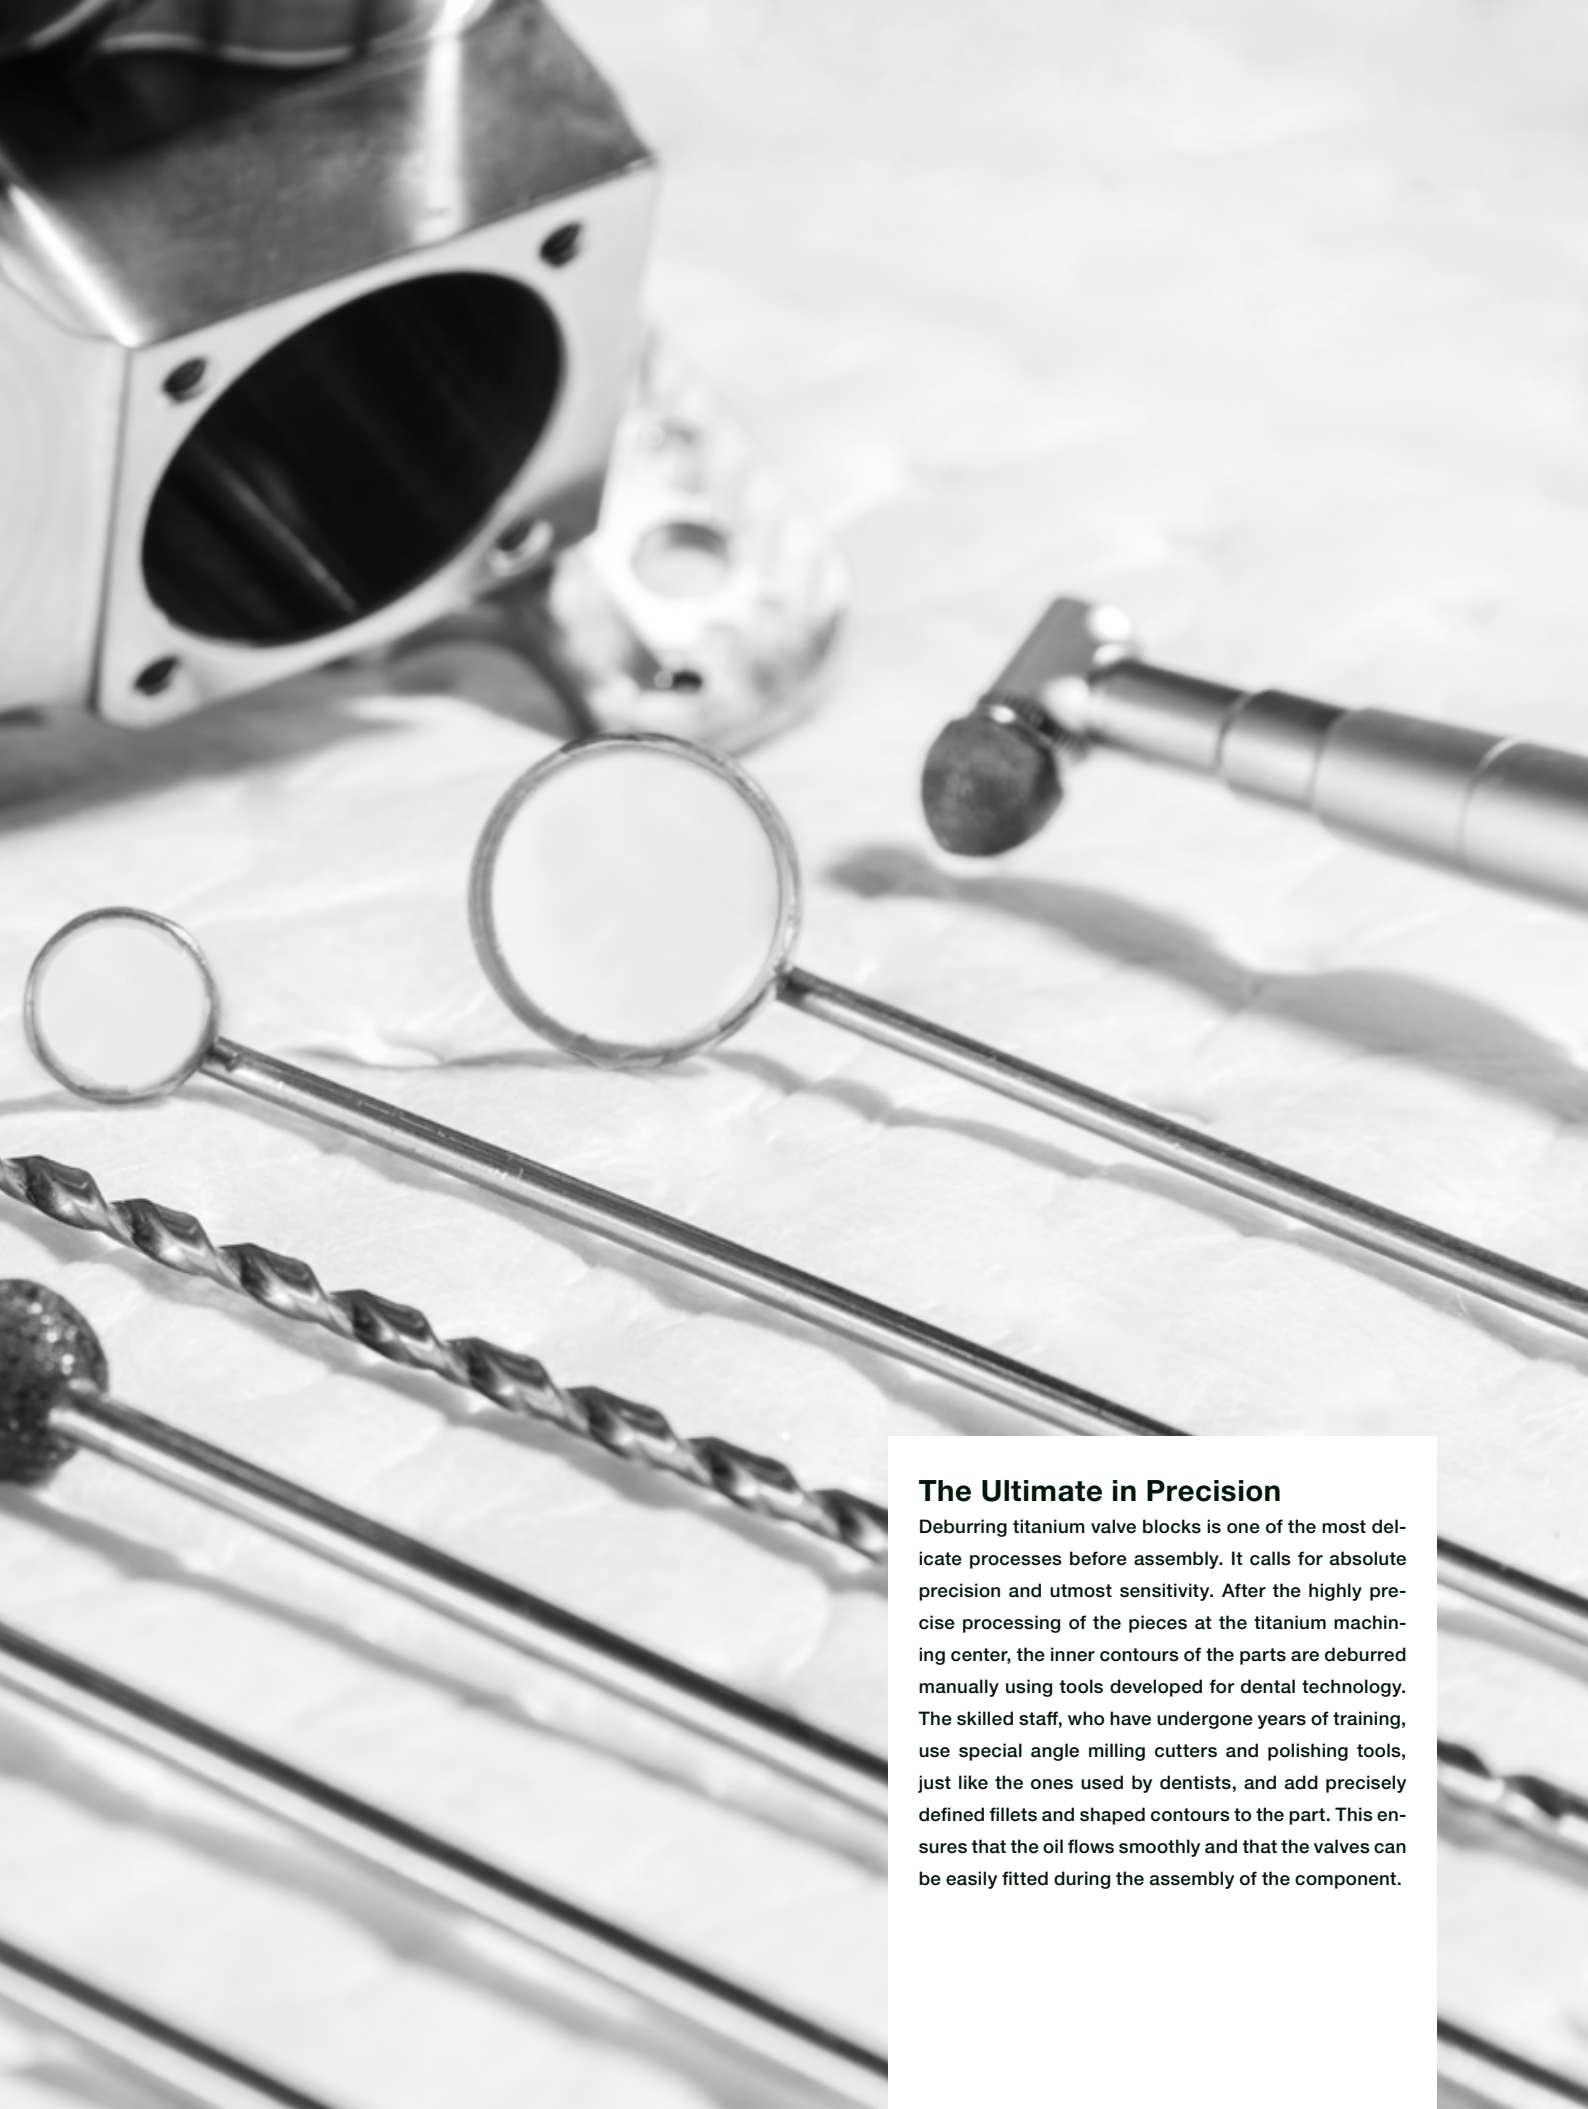 The Ultimate in Precision
Deburring titanium valve blocks is one of the most del-
icate processes before assembly. It calls for absolute
precision and utmost sensitivity. After the highly pre-
cise processing of the pieces at the titanium machin-
ing center, the inner contours of the parts are deburred
manually using tools developed for dental technology.
The skilled staff, who have undergone years of training,
use special angle milling cutters and polishing tools,
just like the ones used by dentists, and add precisely
defined fillets and shaped contours to the part. This en-
sures that the oil flows smoothly and that the valves can
be easily fitted during the assembly of the component.